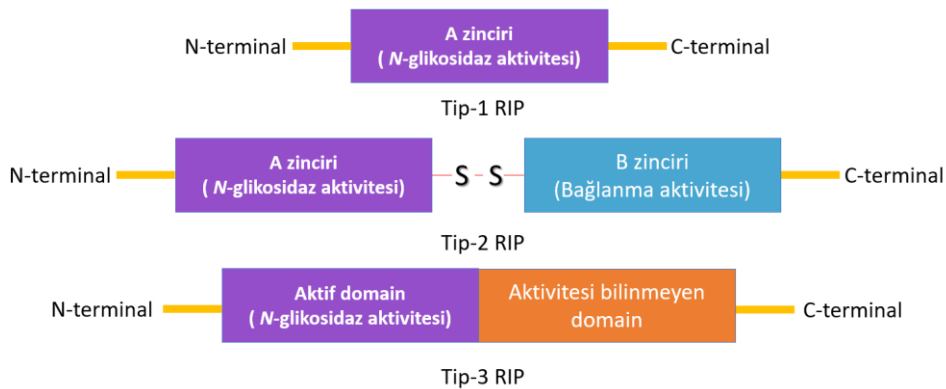 A zinciri
N-terminal
( N-glikosidaz aktivitesi)
C-terminal
Tip-1 RIP
N-terminal
A zinciri
( N-glikosidaz aktivitesi)
S S
B zinciri
(Bağlanma aktivitesi)
C-terminal
Tip-2 RIP
N-terminal
Aktif domain
( N-glikosidaz aktivitesi)
Aktivitesi bilinmeyen
domain
C-terminal
Tip-3 RIP